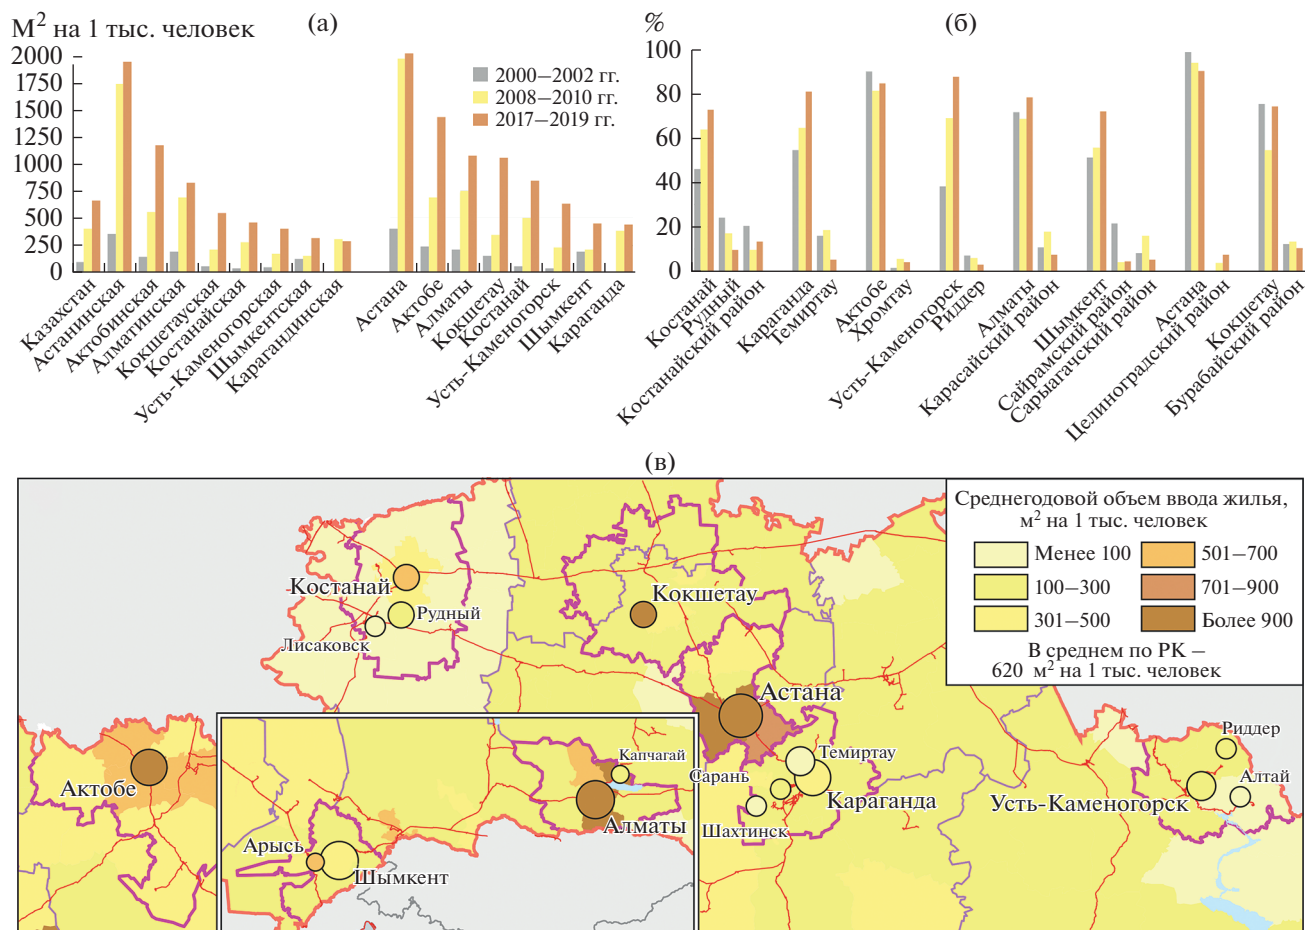 М² на 1 тыс. человек
(а)
2000
1750
1500
1250
1000
750
500
250
0
2000–2002 гг.
2008–2010 гг.
2017–2019 гг.
Казахстан
Астанинская
Актобинская
Алматинская
Кокшетауская
Костанайская
Усть-Каменогорская
Шымкентская
Карагандинская
Астана
Актобе
Алматы
Кокшетау
Костанай
Усть-Каменогорск
Шымкент
Караганда
%
(б)
100
80
60
40
20
0
Костанай
Рудный
Костанайский район
Караганда
Темиртау
Актобе
Хромтау
Усть-Каменогорск
Риддер
Алматы
Карасайский район
Шымкент
Сайрамский район
Сарыагачский район
Астана
Целиноградский район
Кокшетау
Бурабайский район
(в)
Среднегодовой объем ввода жилья,
м² на 1 тыс. человек
Менее 100
501–700
100–300
701–900
301–500
Более 900
В среднем по РК –
620 м² на 1 тыс. человек
Костанай
Рудный
Лисаковск
Кокшетау
Астана
Темиртау
Сарань
Караганда
Шахтинск
Риддер
Алтай
Усть-Каменогорск
Актобе
Капчагай
Алматы
Арысь
Шымкент